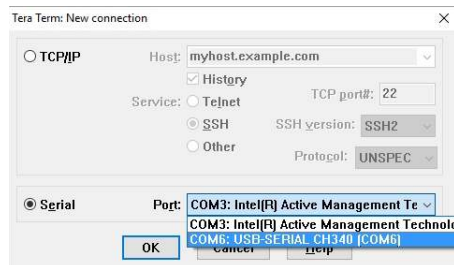 Tera Term: New connection
TCP/IP Host: myhost.example.com
History
Service: Telnet TCP port#: 22
SSH SSH version: SSH2
Other Protocol: UNSPEC
Serial Port: COM3: Intel(R) Active Management Te
COM3: Intel(R) Active Management Technolo
COM6: USB-SERIAL CH340 (COM6)
OK Cancel Help